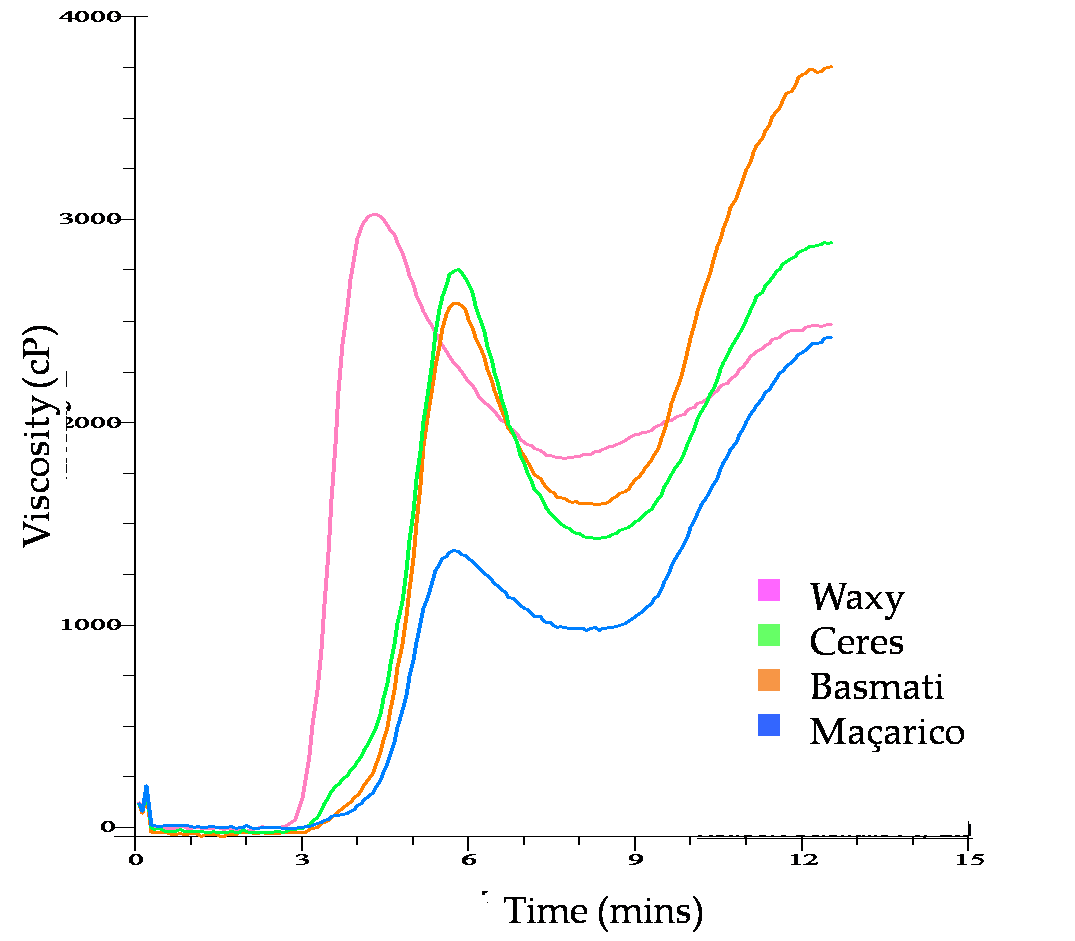 4000
3000
2000
1000
0
Viscosity (cP)
0 3 6 9 12 15
Time (mins)
Waxy
Ceres
Basmati
Maçarico